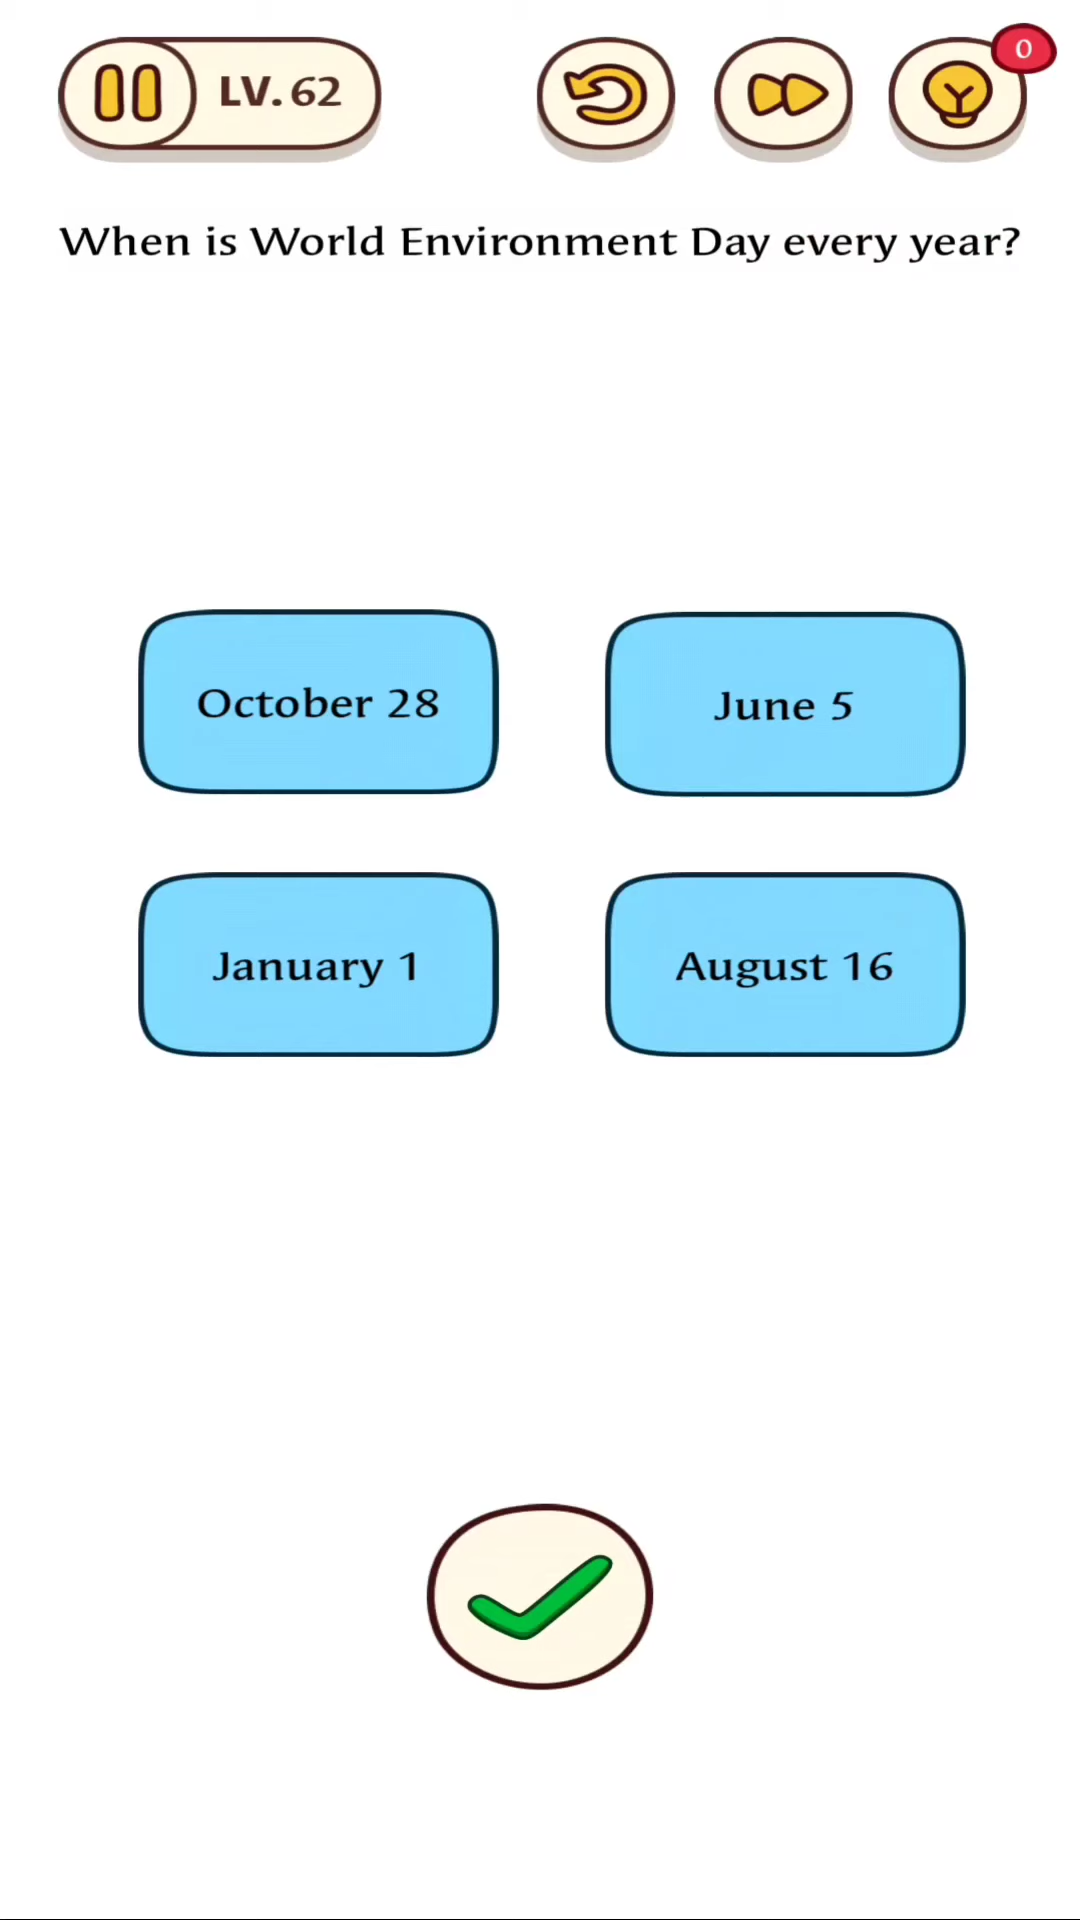 LV. 62
0
When is World Environment Day every year?
October 28
June 5
January 1
August 16